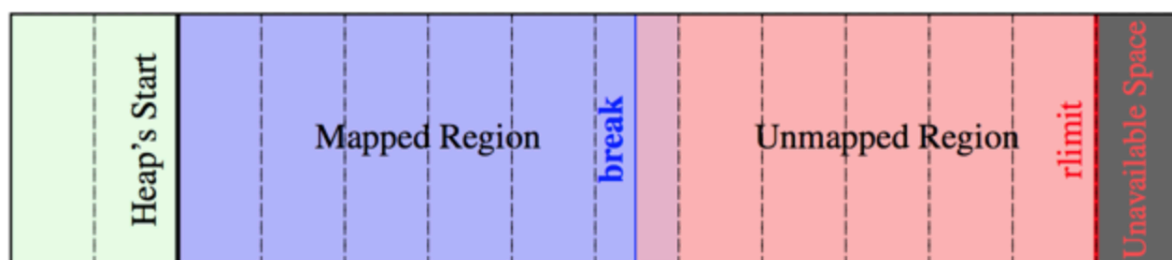 Heap's Start
Mapped Region
break
Unmapped Region
rlimit
Unavailable Space